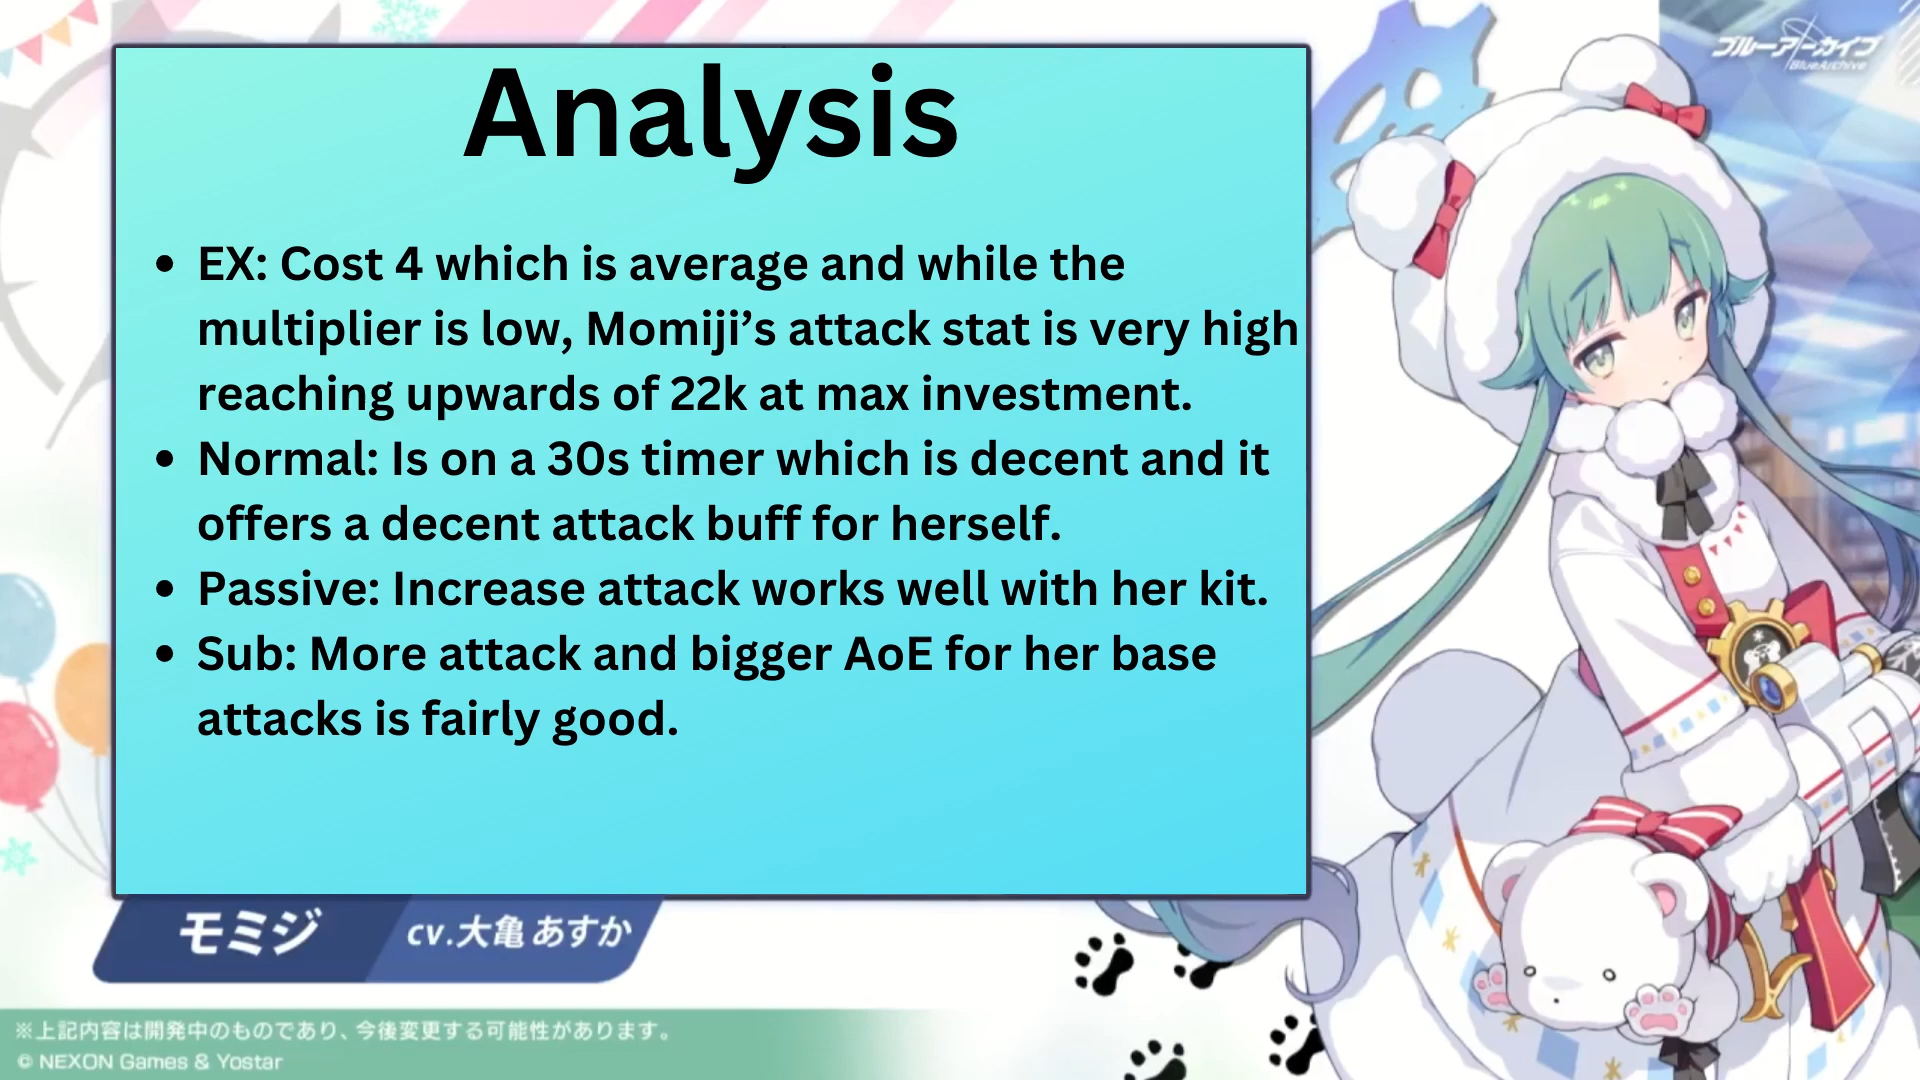 ブルーアーカイブ
BlueArchive
Analysis
• EX: Cost 4 which is average and while the
multiplier is low, Momiji’s attack stat is very high
reaching upwards of 22k at max investment.
• Normal: Is on a 30s timer which is decent and it
offers a decent attack buff for herself.
• Passive: Increase attack works well with her kit.
• Sub: More attack and bigger AoE for her base
attacks is fairly good.
モミジ
cv.大亀 あすか
※上記内容は開発中のものであり、今後変更する可能性があります。
© NEXON Games & Yostar